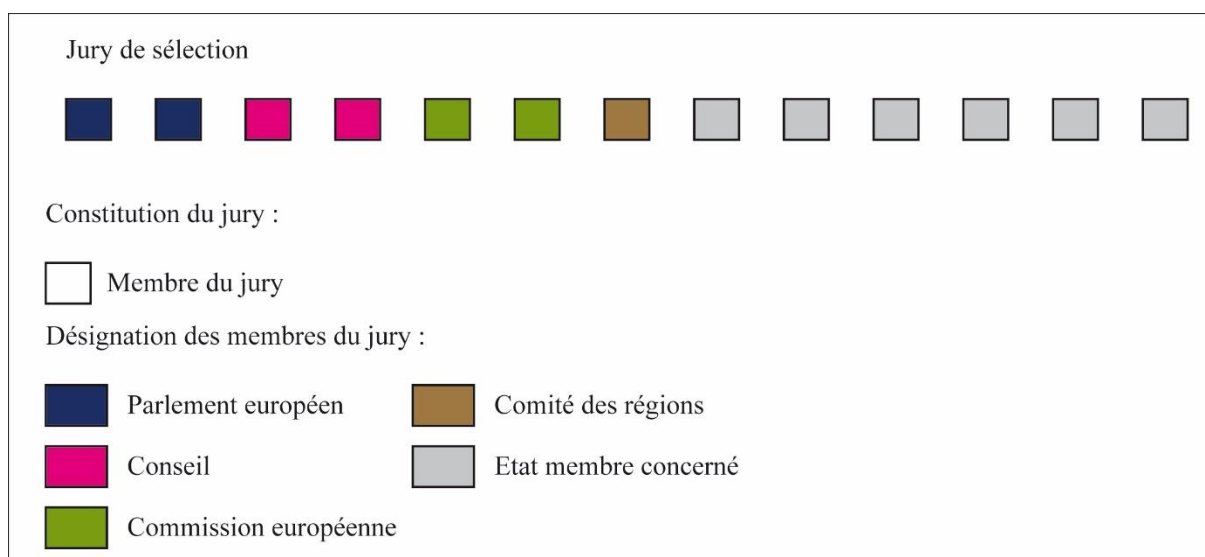 Jury de sélection
Constitution du jury :
Membre du jury
Désignation des membres du jury :
Parlement européen
Comité des régions
Conseil
Etat membre concerné
Commission européenne